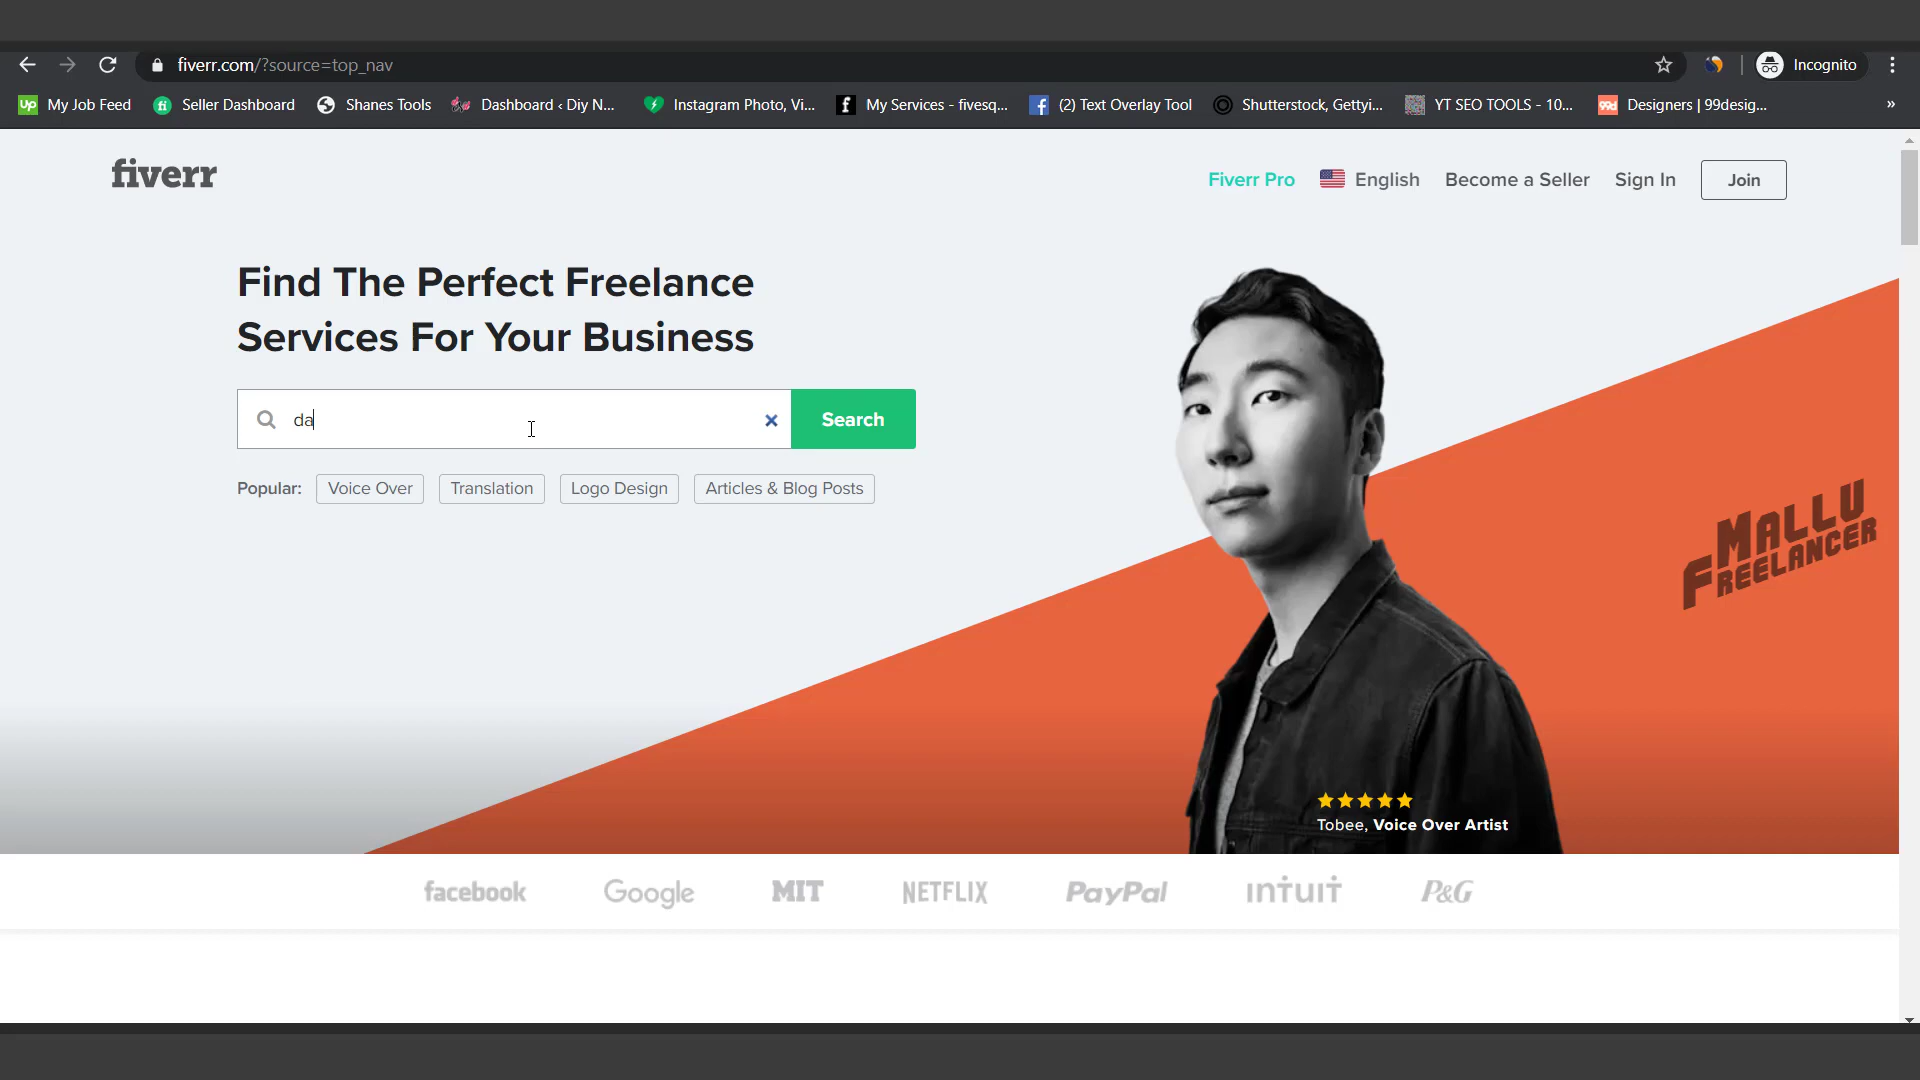 fiverr.com/?source=top_nav
Incognito
Up My Job Feed
fi Seller Dashboard
Shanes Tools
Dashboard ‹ Diy N...
Instagram Photo, Vi...
f My Services - fivesq...
f (2) Text Overlay Tool
Shutterstock, Gettyi...
YT SEO TOOLS - 10...
99d Designers | 99desig...
»
fiverr
Fiverr Pro
English
Become a Seller
Sign In
Join
Find The Perfect Freelance
Services For Your Business
da
Search
Popular:
Voice Over
Translation
Logo Design
Articles & Blog Posts
MALLU
FREELANCER
Tobee, Voice Over Artist
facebook
Google
MIT
NETFLIX
PayPal
intuit
P&G